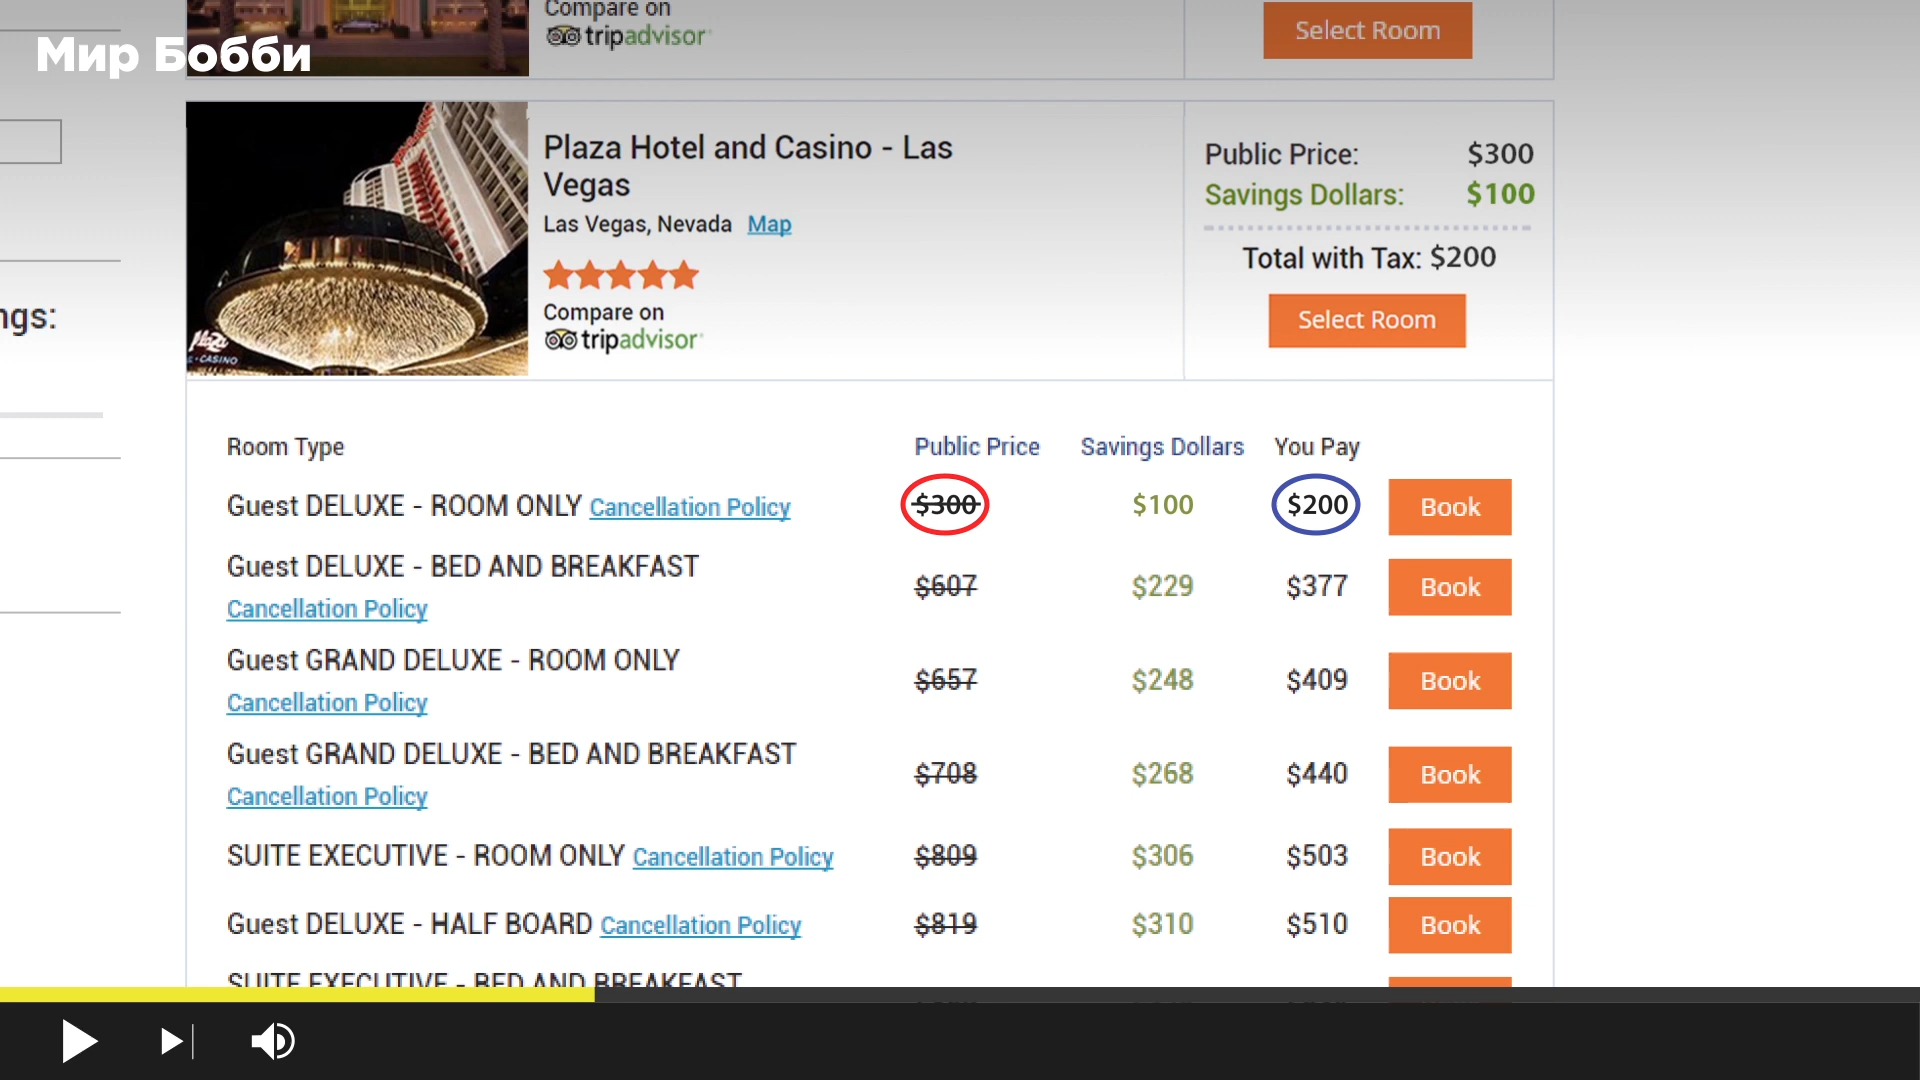 Compare on
tripadvisor
Select Room
Мир Бобби
Plaza Hotel and Casino - Las
Vegas
Las Vegas, Nevada Map
Compare on
tripadvisor
Plaza
CASINO
Public Price: $300
Savings Dollars: $100
Total with Tax: $200
Select Room
ngs:
Room Type Public Price Savings Dollars You Pay
Guest DELUXE - ROOM ONLY Cancellation Policy $300 $100 $200 Book
Guest DELUXE - BED AND BREAKFAST
Cancellation Policy
$607 $229 $377 Book
Guest GRAND DELUXE - ROOM ONLY
Cancellation Policy
$657 $248 $409 Book
Guest GRAND DELUXE - BED AND BREAKFAST
Cancellation Policy
$708 $268 $440 Book
SUITE EXECUTIVE - ROOM ONLY Cancellation Policy $809 $306 $503 Book
Guest DELUXE - HALF BOARD Cancellation Policy $819 $310 $510 Book
SUITE EXECUTIVE - BED AND BREAKFAST